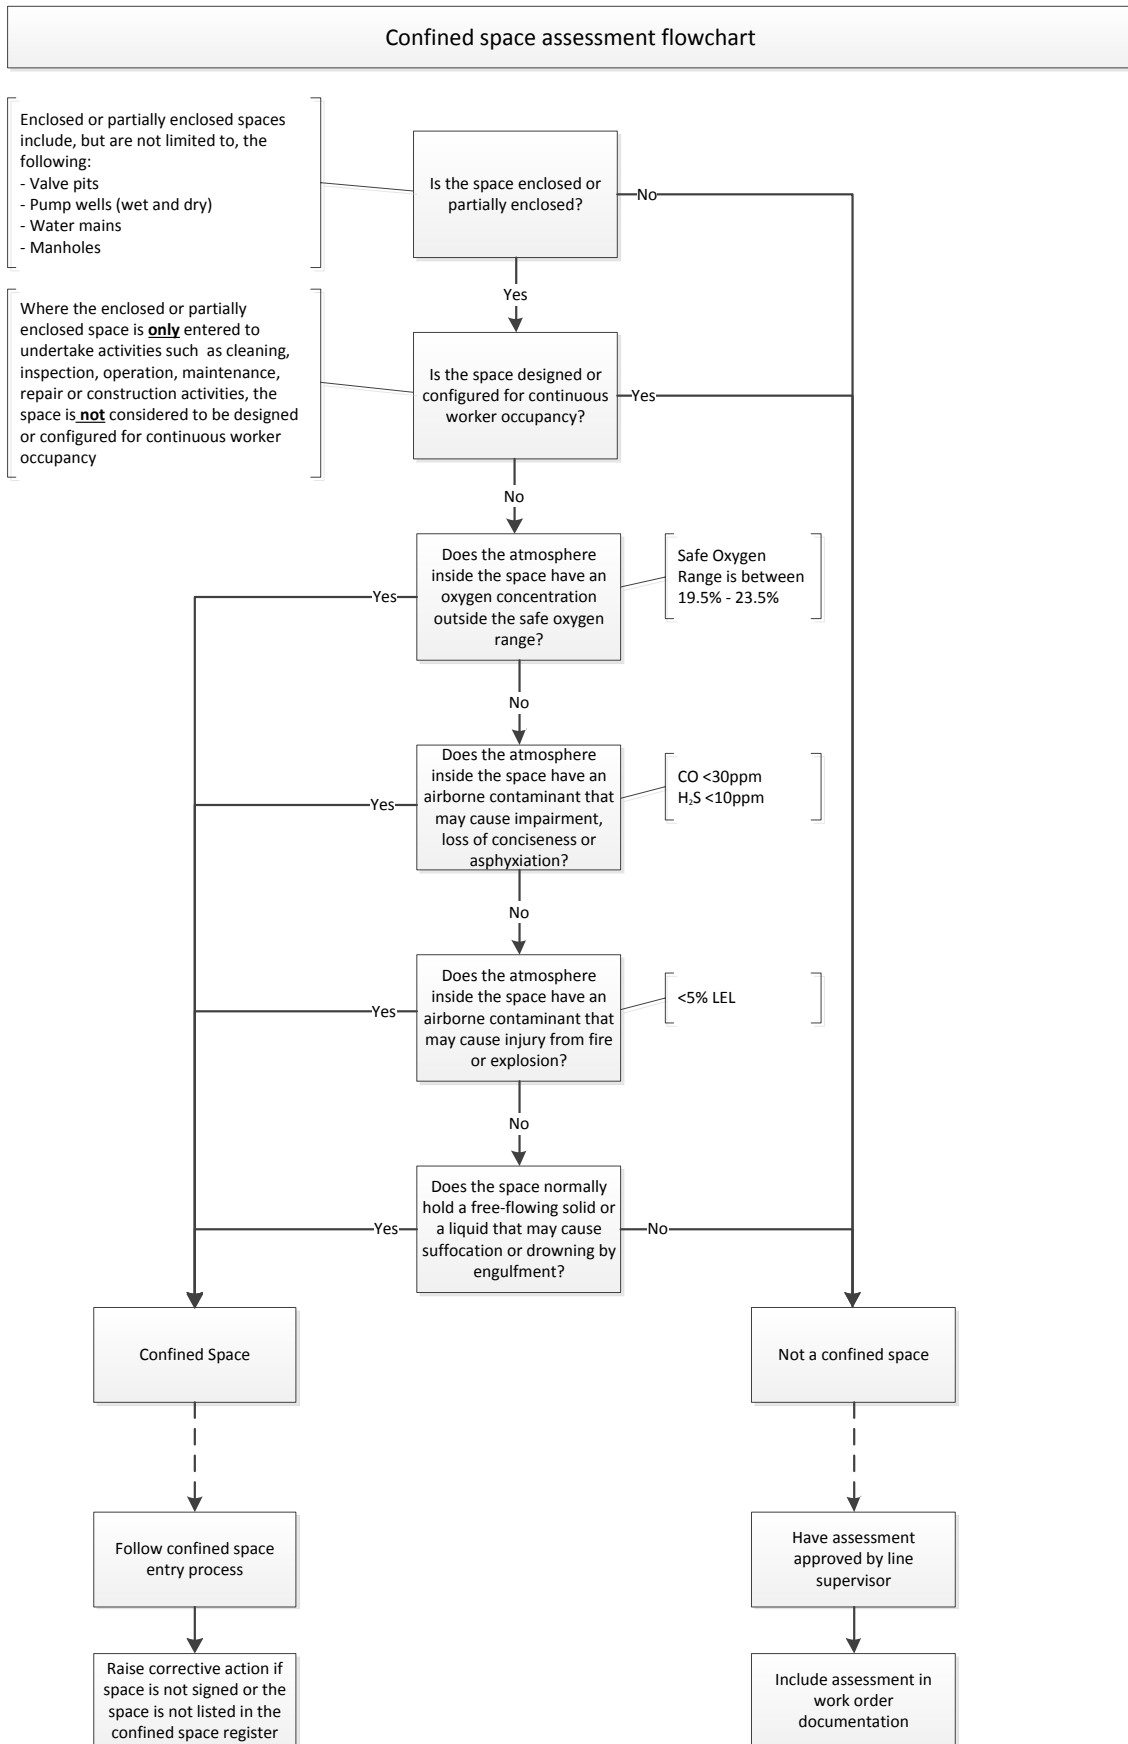 Confined space assessment flowchart
Enclosed or partially enclosed spaces
include, but are not limited to, the
following:
- Valve pits
- Pump wells (wet and dry)
- Water mains
- Manholes
Is the space enclosed or
partially enclosed?
No
Yes
Where the enclosed or partially
enclosed space is only entered to
undertake activities such as cleaning,
inspection, operation, maintenance,
repair or construction activities, the
space is not considered to be designed
or configured for continuous worker
occupancy
Is the space designed or
configured for continuous
worker occupancy?
Yes
No
Does the atmosphere
inside the space have an
oxygen concentration
outside the safe oxygen
range?
Safe Oxygen
Range is between
19.5% - 23.5%
Yes
No
Does the atmosphere
inside the space have an
airborne contaminant that
may cause impairment,
loss of conciseness or
asphyxiation?
CO <30ppm
H₂S <10ppm
Yes
No
Does the atmosphere
inside the space have an
airborne contaminant that
may cause injury from fire
or explosion?
<5% LEL
Yes
No
Does the space normally
hold a free-flowing solid or
a liquid that may cause
suffocation or drowning by
engulfment?
Yes
No
Confined Space
Not a confined space
Follow confined space
entry process
Have assessment
approved by line
supervisor
Raise corrective action if
space is not signed or the
space is not listed in the
confined space register
Include assessment in
work order
documentation